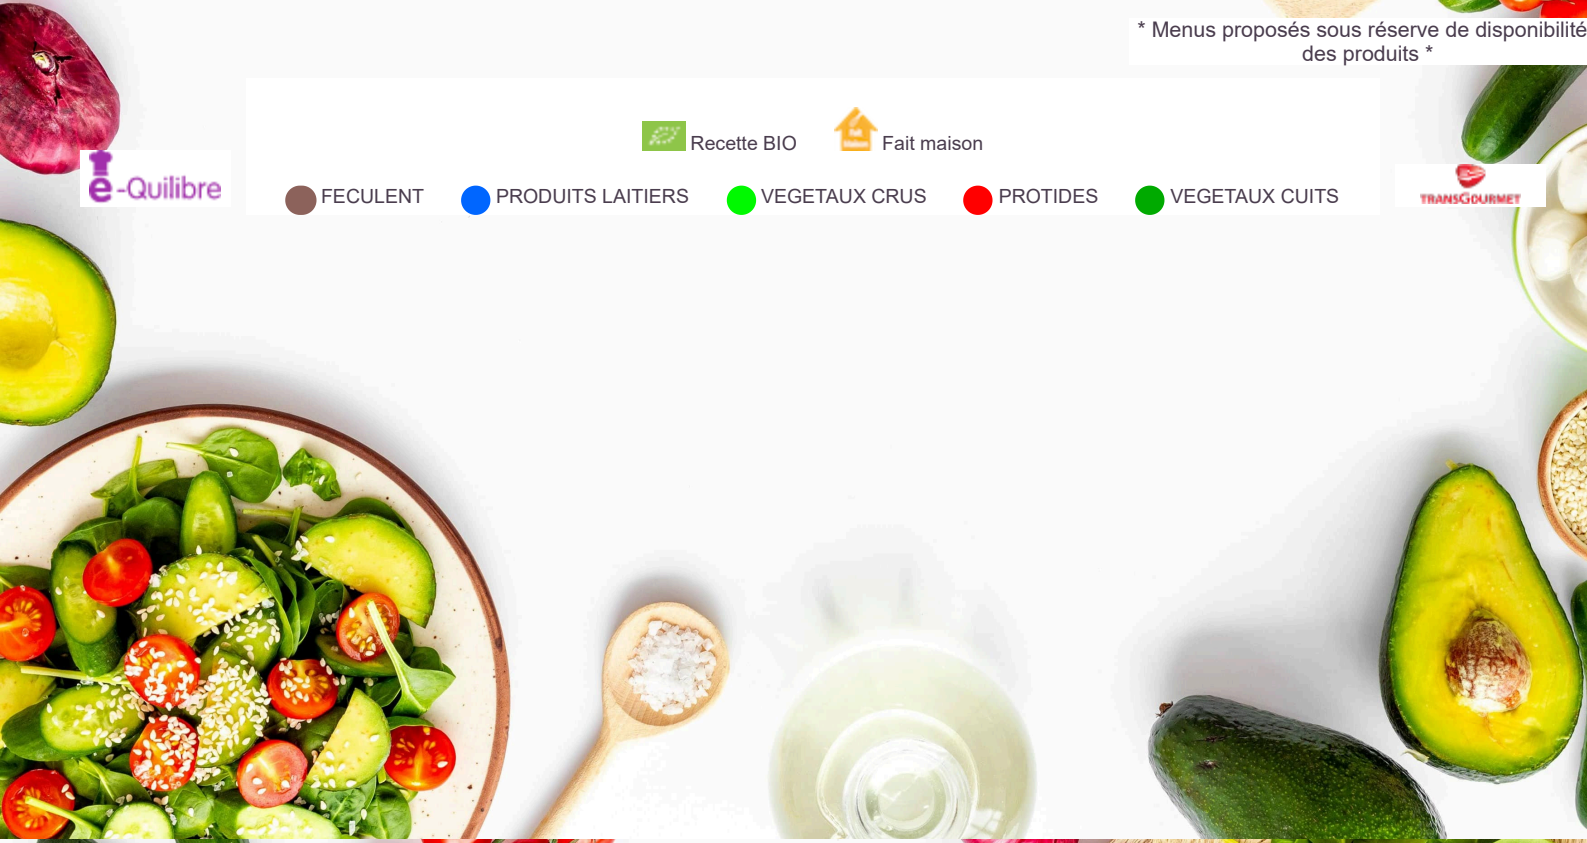 * Menus proposés sous réserve de disponibilité
des produits *
Recette BIO
Fait maison
e-Quilibre
FECULENT
PRODUITS LAITIERS
VEGETAUX CRUS
PROTIDES
VEGETAUX CUITS
TRANSGOURMET